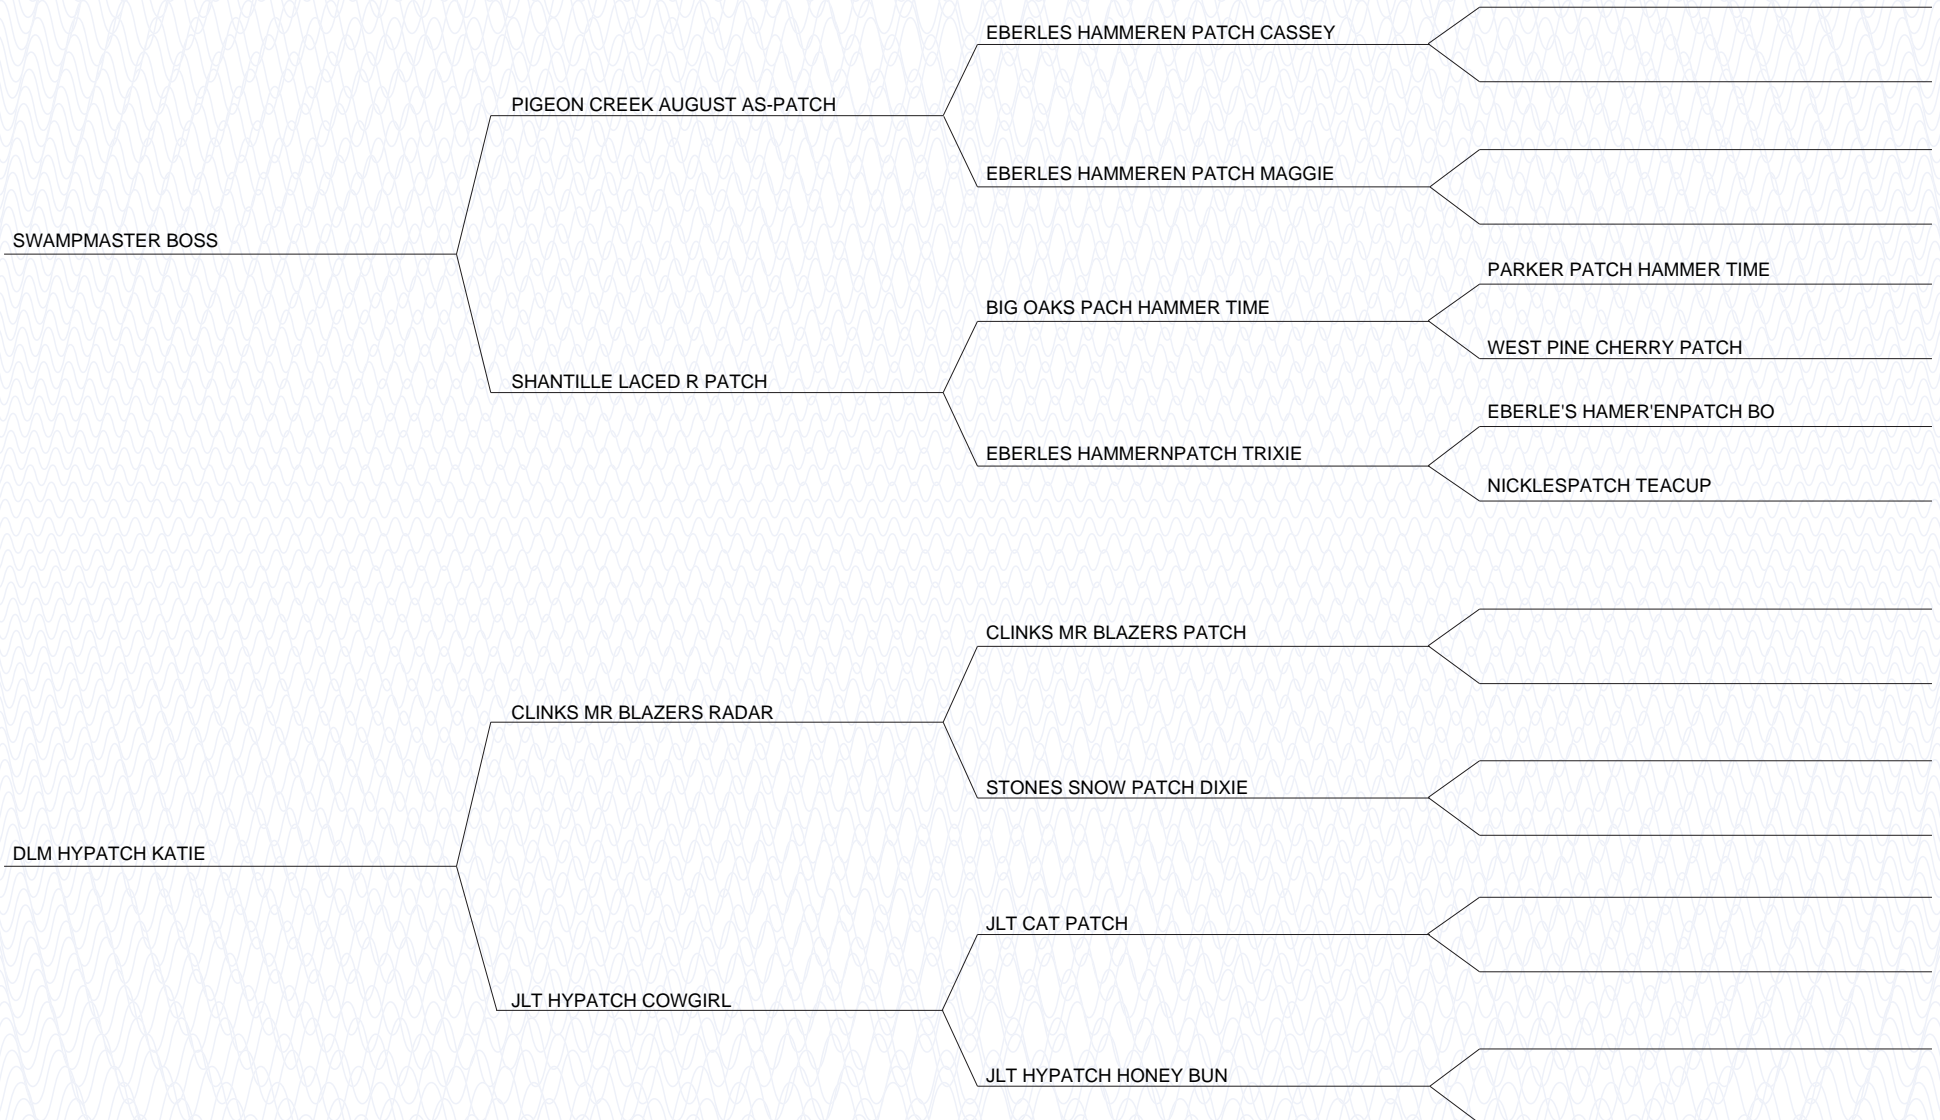 EBERLES HAMMEREN PATCH CASSEY
PIGEON CREEK AUGUST AS-PATCH
EBERLES HAMMEREN PATCH MAGGIE
SWAMPMASTER BOSS
PARKER PATCH HAMMER TIME
BIG OAKS PACH HAMMER TIME
WEST PINE CHERRY PATCH
SHANTILLE LACED R PATCH
EBERLE'S HAMER'ENPATCH BO
EBERLES HAMMERNPATCH TRIXIE
NICKLESPATCH TEACUP
CLINKS MR BLAZERS PATCH
CLINKS MR BLAZERS RADAR
STONES SNOW PATCH DIXIE
DLM HYPATCH KATIE
JLT CAT PATCH
JLT HYPATCH COWGIRL
JLT HYPATCH HONEY BUN